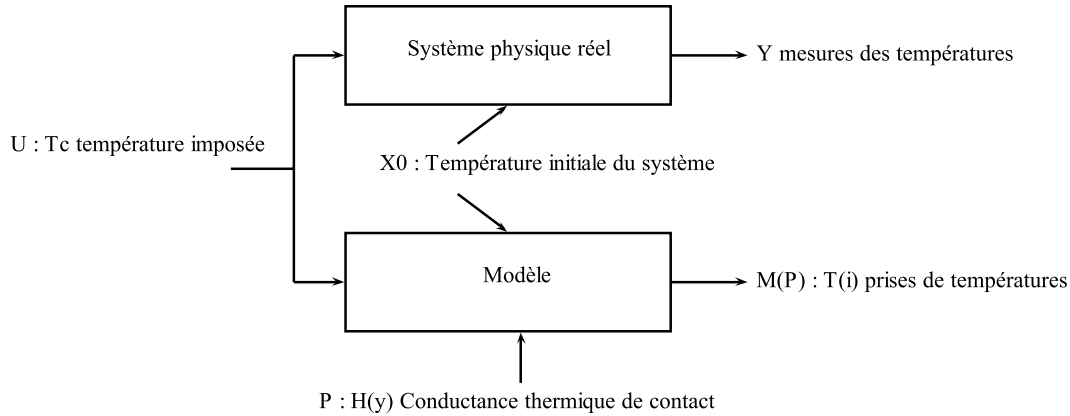 Système physique réel
Y mesures des températures
U : Tc température imposée
X0 : Température initiale du système
Modèle
M(P) : T(i) prises de températures
P : H(y) Conductance thermique de contact